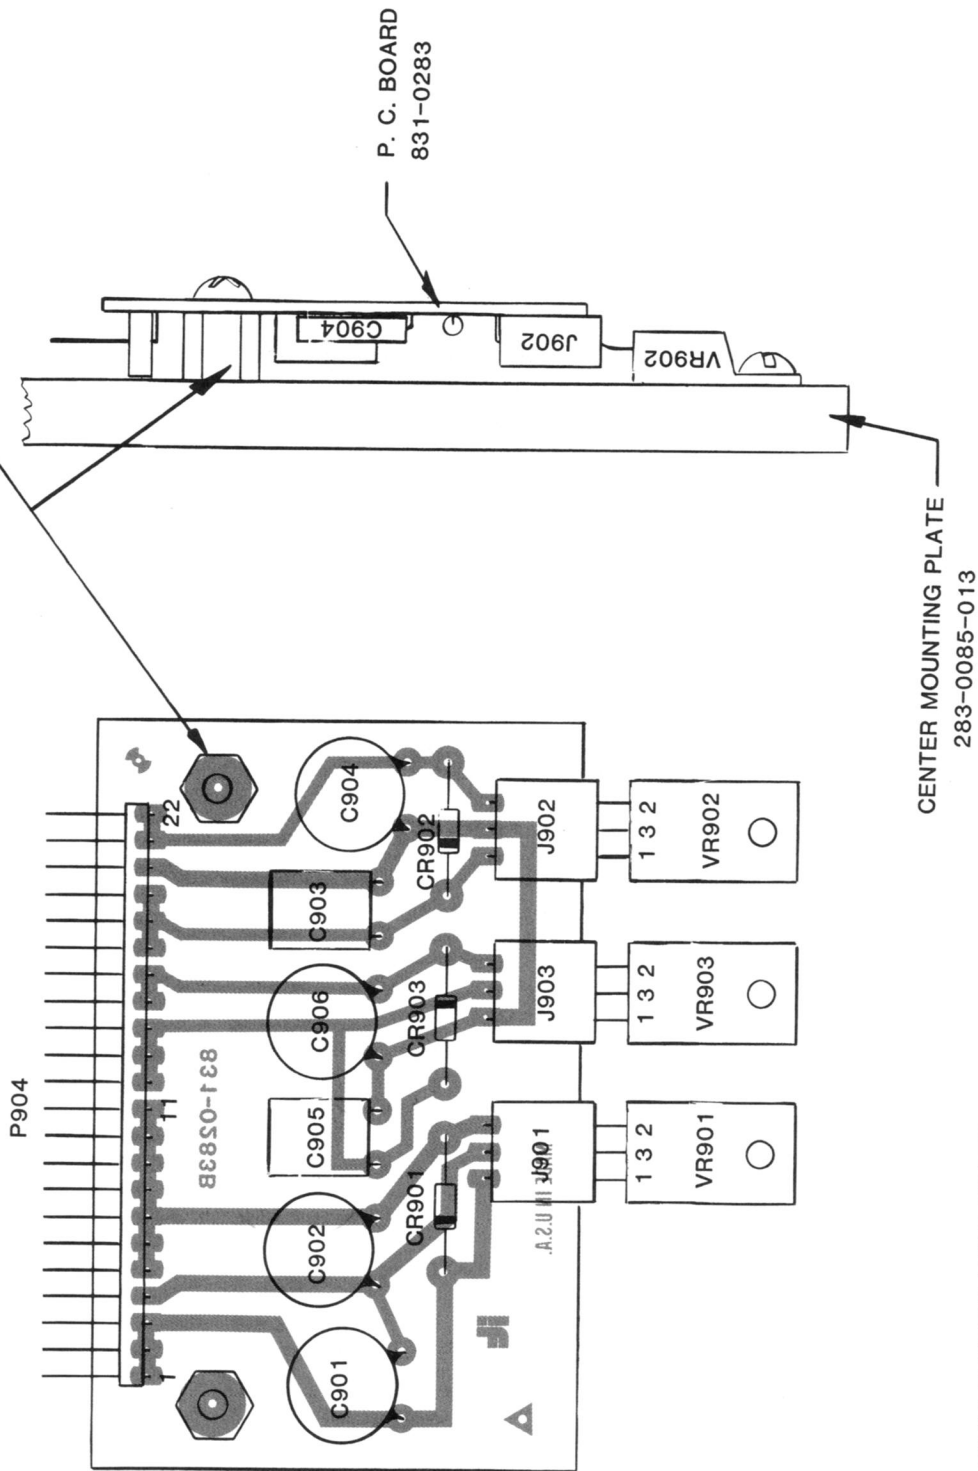 P. C. BOARD
831-0283
C904
J902
VR902
CENTER MOUNTING PLATE
283-0085-013
P904
22
11
1
C904
CR902
C903
C906
CR903
831-0283B
C905
C902
CR901
C901
J902
J903
J901
U.S.A.
1 3 2
VR902
1 3 2
VR903
1 3 2
VR901